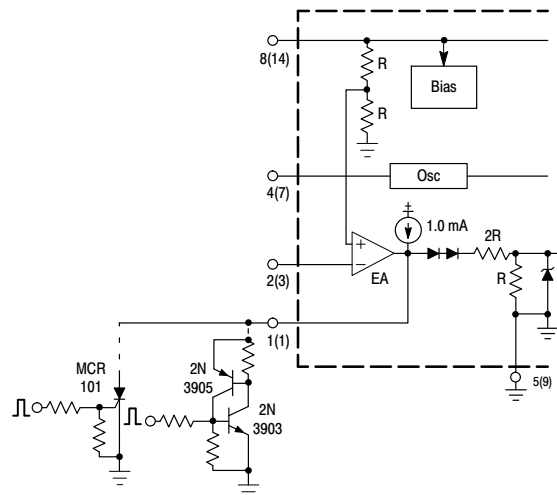 8(14)
R
Bias
R
4(7)
Osc
+
1.0 mA
2R
+
−
R
2(3)
EA
1(1)
5(9)
MCR
101
2N
3905
2N
3903